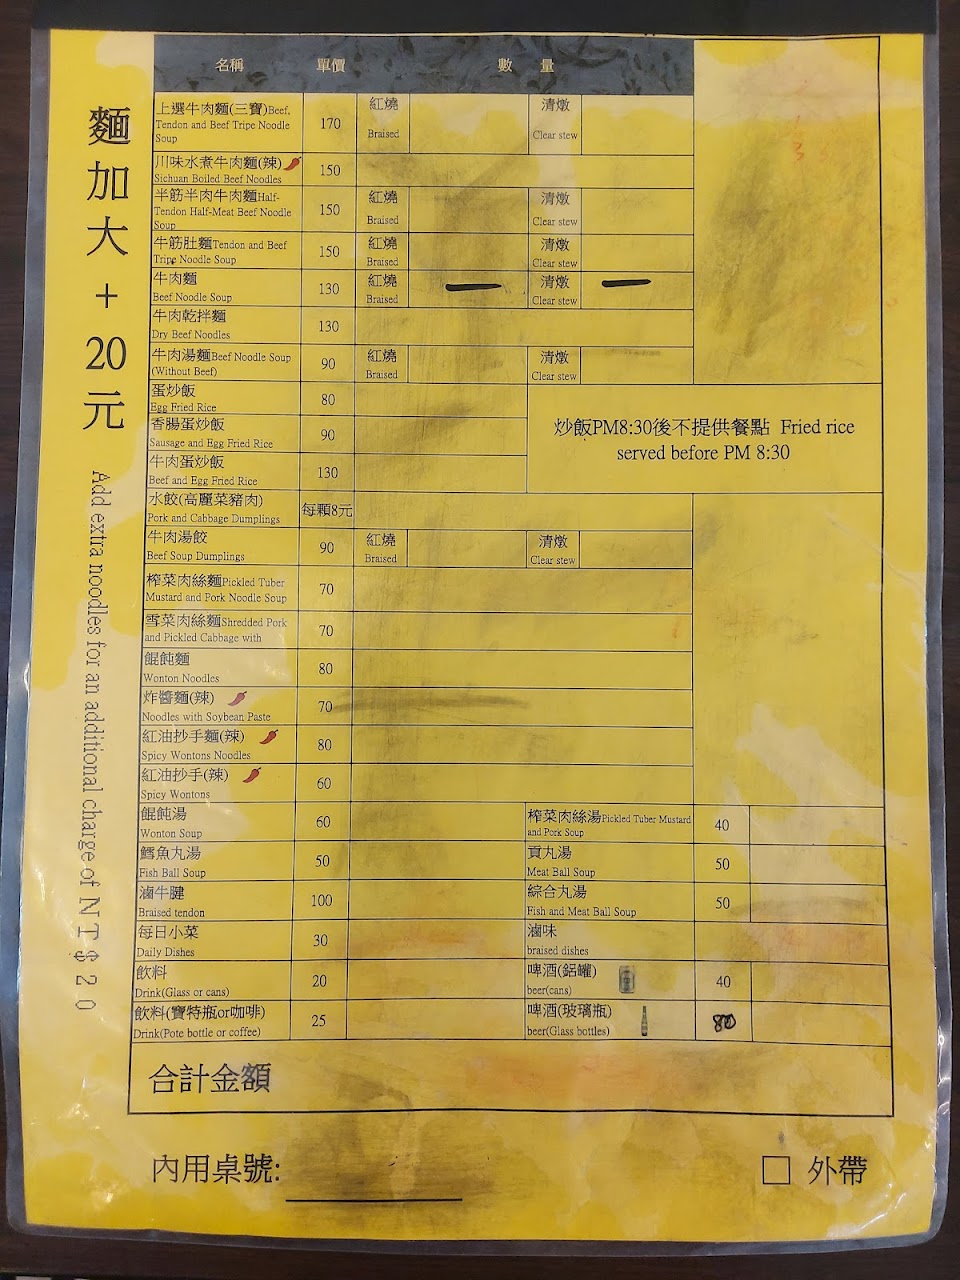 麵加大+20元
Add extra noodles for an additional charge of NT$20
名稱 單價 數 量
上選牛肉麵(三寶)Beef, 170 紅燒 清燉
Tendon and Beef Tripe Noodle Braised Clear stew
Soup
川味水煮牛肉麵(辣) 150
Sichuan Boiled Beef Noodles
半筋半肉牛肉麵Half- 150 紅燒 清燉
Tendon Half-Meat Beef Noodle Braised Clear stew
Soup
牛筋肚麵Tendon and Beef 150 紅燒 清燉
Tripe Noodle Soup Braised Clear stew
牛肉麵 130 紅燒 清燉
Beef Noodle Soup Braised Clear stew
牛肉乾拌麵 130
Dry Beef Noodles
牛肉湯麵Beef Noodle Soup 90 紅燒 清燉
(Without Beef) Braised Clear stew
蛋炒飯 80
Egg Fried Rice
香腸蛋炒飯 90
Sausage and Egg Fried Rice
牛肉蛋炒飯 130
Beef and Egg Fried Rice
炒飯PM8:30後不提供餐點 Fried rice
served before PM 8:30
水餃(高麗菜豬肉) 每顆8元
Pork and Cabbage Dumplings
牛肉湯餃 90 紅燒 清燉
Beef Soup Dumplings Braised Clear stew
榨菜肉絲麵Pickled Tuber 70
Mustard and Pork Noodle Soup
雪菜肉絲麵Shredded Pork 70
and Pickled Cabbage with
餛飩麵 80
Wonton Noodles
炸醬麵(辣) 70
Noodles with Soybean Paste
紅油抄手麵(辣) 80
Spicy Wontons Noodles
紅油抄手(辣) 60
Spicy Wontons
餛飩湯 60 榨菜肉絲湯Pickled Tuber Mustard 40
Wonton Soup and Pork Soup
鱈魚丸湯 50 貢丸湯 50
Fish Ball Soup Meat Ball Soup
滷牛腱 100 綜合丸湯 50
Braised tendon Fish and Meat Ball Soup
每日小菜 30 滷味
Daily Dishes braised dishes
飲料 20 啤酒(鋁罐) 40
Drink(Glass or cans) beer(cans)
飲料(寶特瓶or咖啡) 25 啤酒(玻璃瓶) 80
Drink(Pote bottle or coffee) beer(Glass bottles)
合計金額
內用桌號: □ 外帶